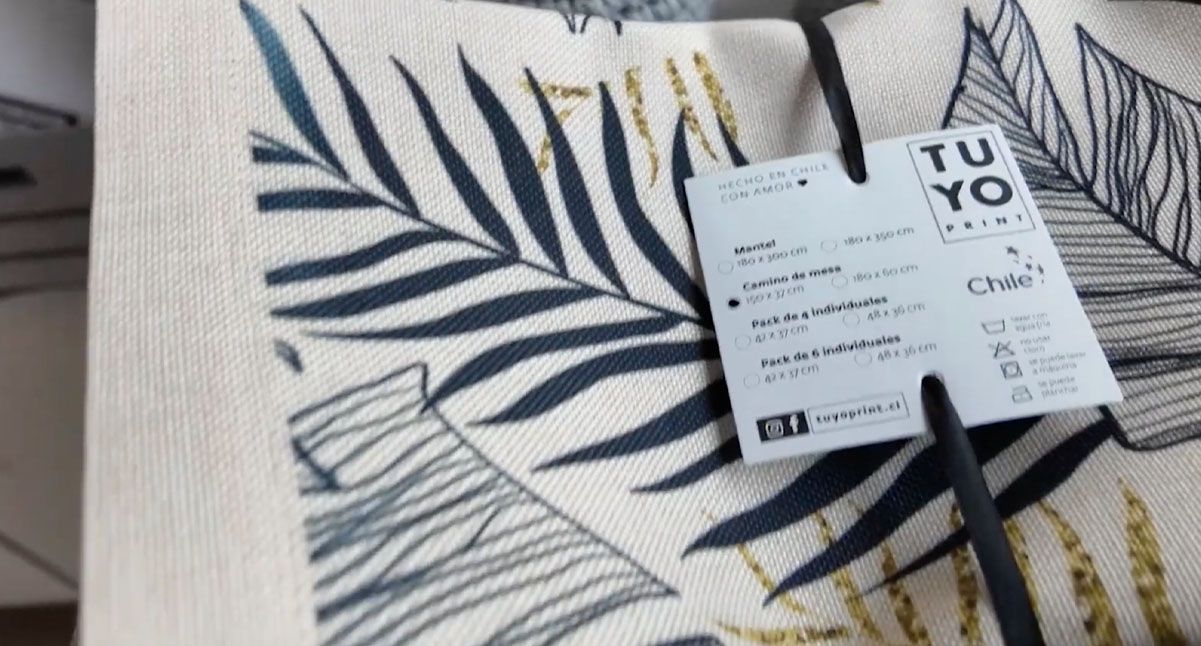 HECHO EN CHILE
CON AMOR
TU
YO
PRINT
Mantel
180 x 300 cm
180 x 350 cm
Camino de mesa
150 x 37 cm
180 x 60 cm
Pack de 4 individuales
42 x 37 cm
48 x 36 cm
Pack de 6 individuales
42 x 37 cm
48 x 36 cm
Chile
lavar con
agua fría
no usar
cloro
se puede lavar
a máquina
se puede
planchar
tuyoprint.cl